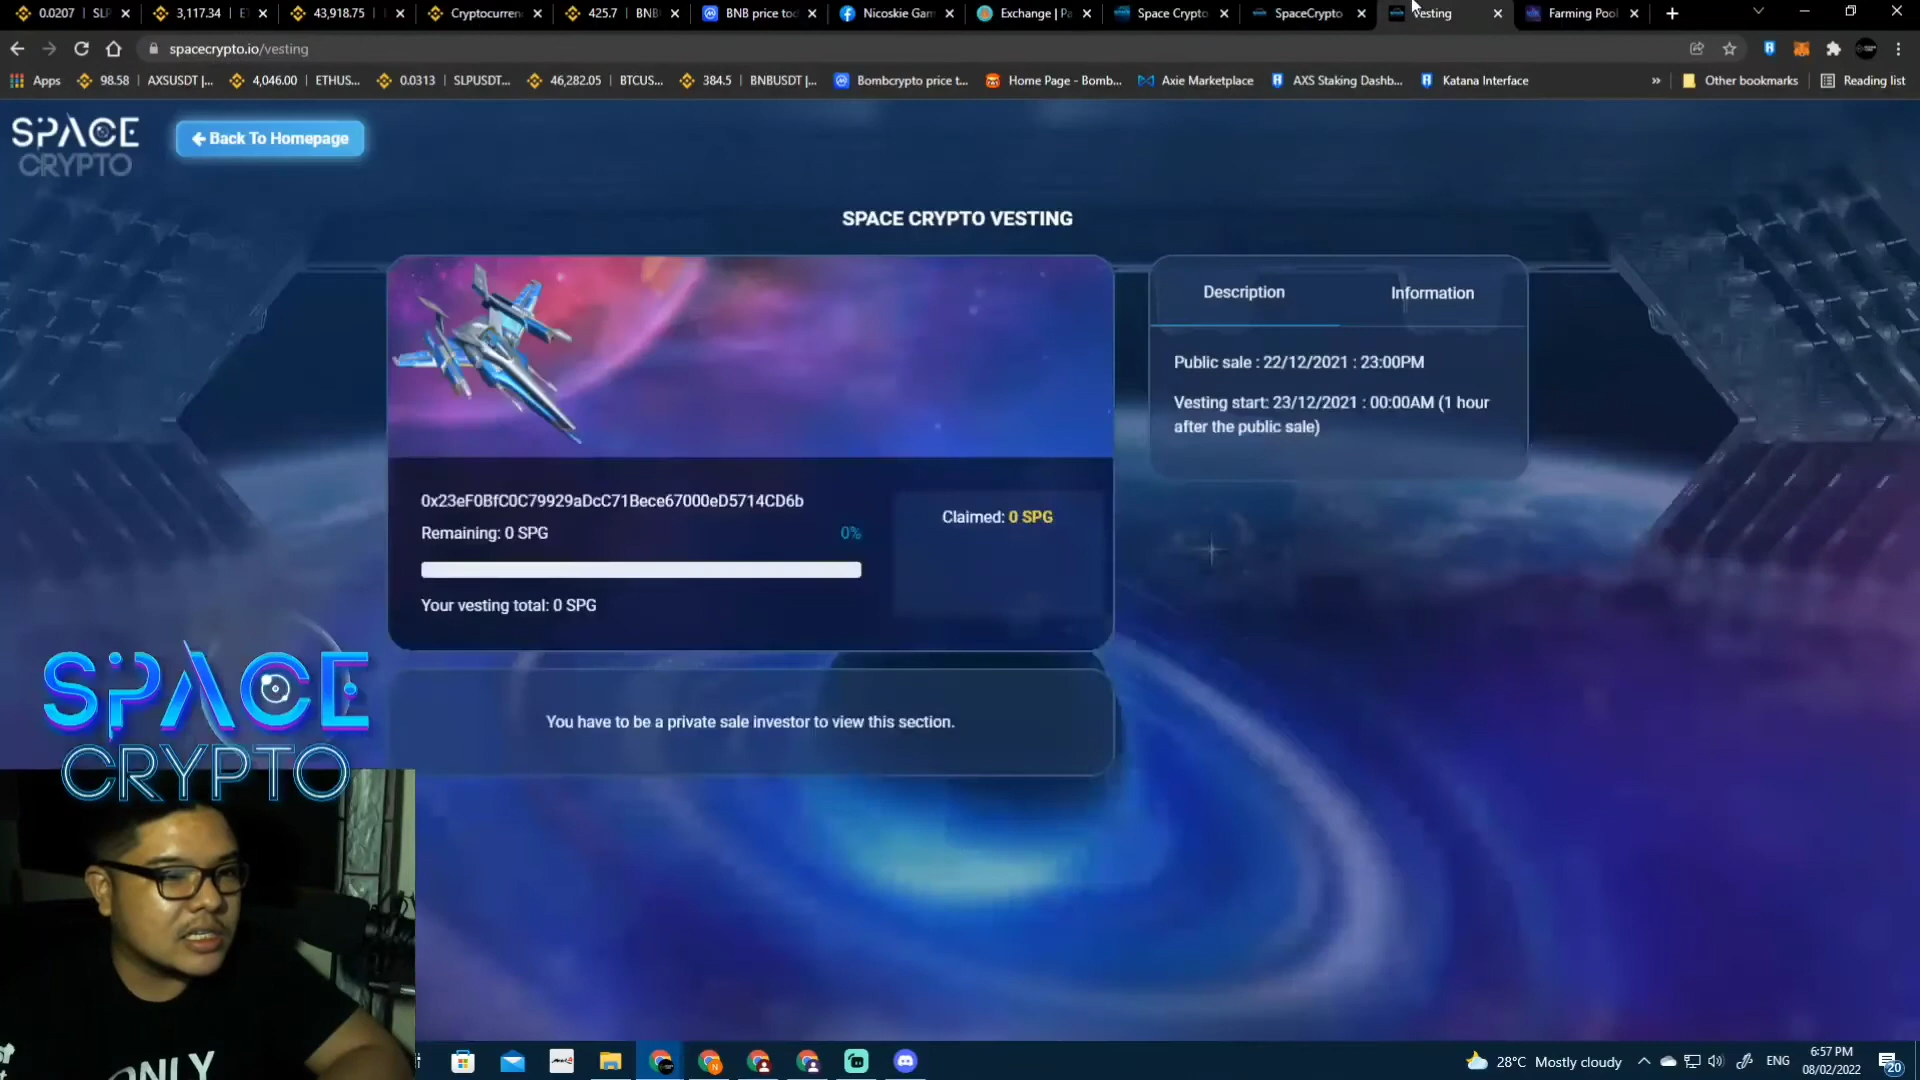 0.0207 | SLP
3,117.34 | E
43,918.75 |
Cryptocurren
425.7 | BNB
BNB price tod
Nicoskie Gam
Exchange | Pa
Space Crypto
SpaceCrypto
Vesting
Farming Pool
spacecrypto.io/vesting
Apps
98.58 | AXSUSDT |...
4,046.00 | ETHUS...
0.0313 | SLPUSDT...
46,282.05 | BTCUS...
384.5 | BNBUSDT |...
Bombcrypto price t...
Home Page - Bomb...
Axie Marketplace
AXS Staking Dashb...
Katana Interface
»
Other bookmarks
Reading list
SPACE
CRYPTO
Back To Homepage
SPACE CRYPTO VESTING
Description
Information
Public sale : 22/12/2021 : 23:00PM
Vesting start: 23/12/2021 : 00:00AM (1 hour
after the public sale)
0x23eF0BfC0C79929aDcC71Bece67000eD5714CD6b
Remaining: 0 SPG
0%
Claimed: 0 SPG
Your vesting total: 0 SPG
You have to be a private sale investor to view this section.
SPACE
CRYPTO
ONLY
28°C Mostly cloudy
ENG
6:57 PM
08/02/2022
20